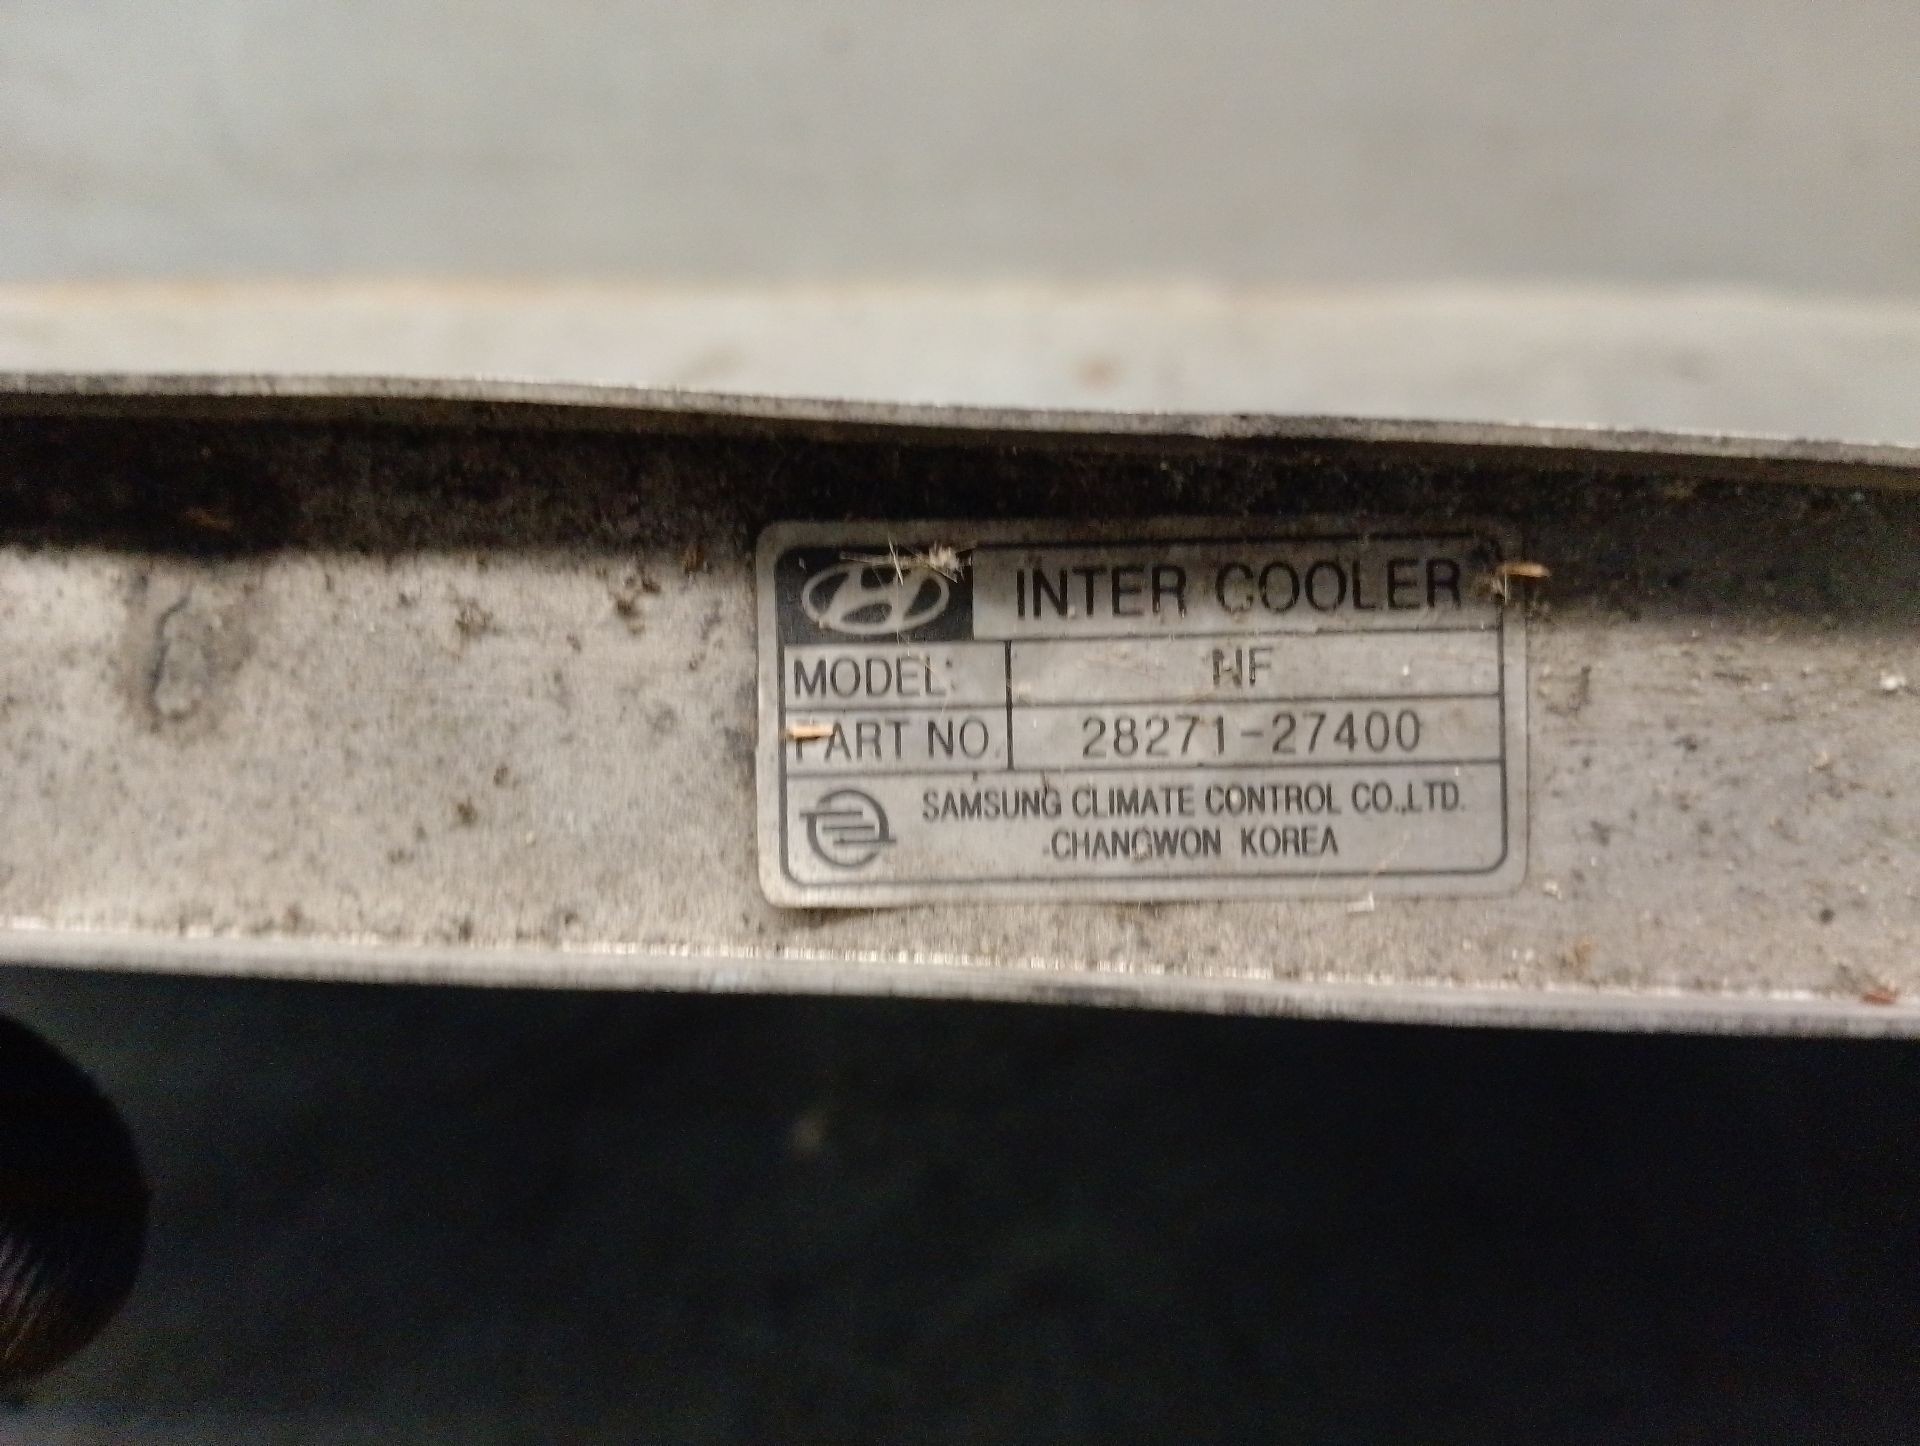 INTER COOLER
MODEL: NF
PART NO. 28271-27400
SAMSUNG CLIMATE CONTROL CO.,LTD.
CHANGWON KOREA